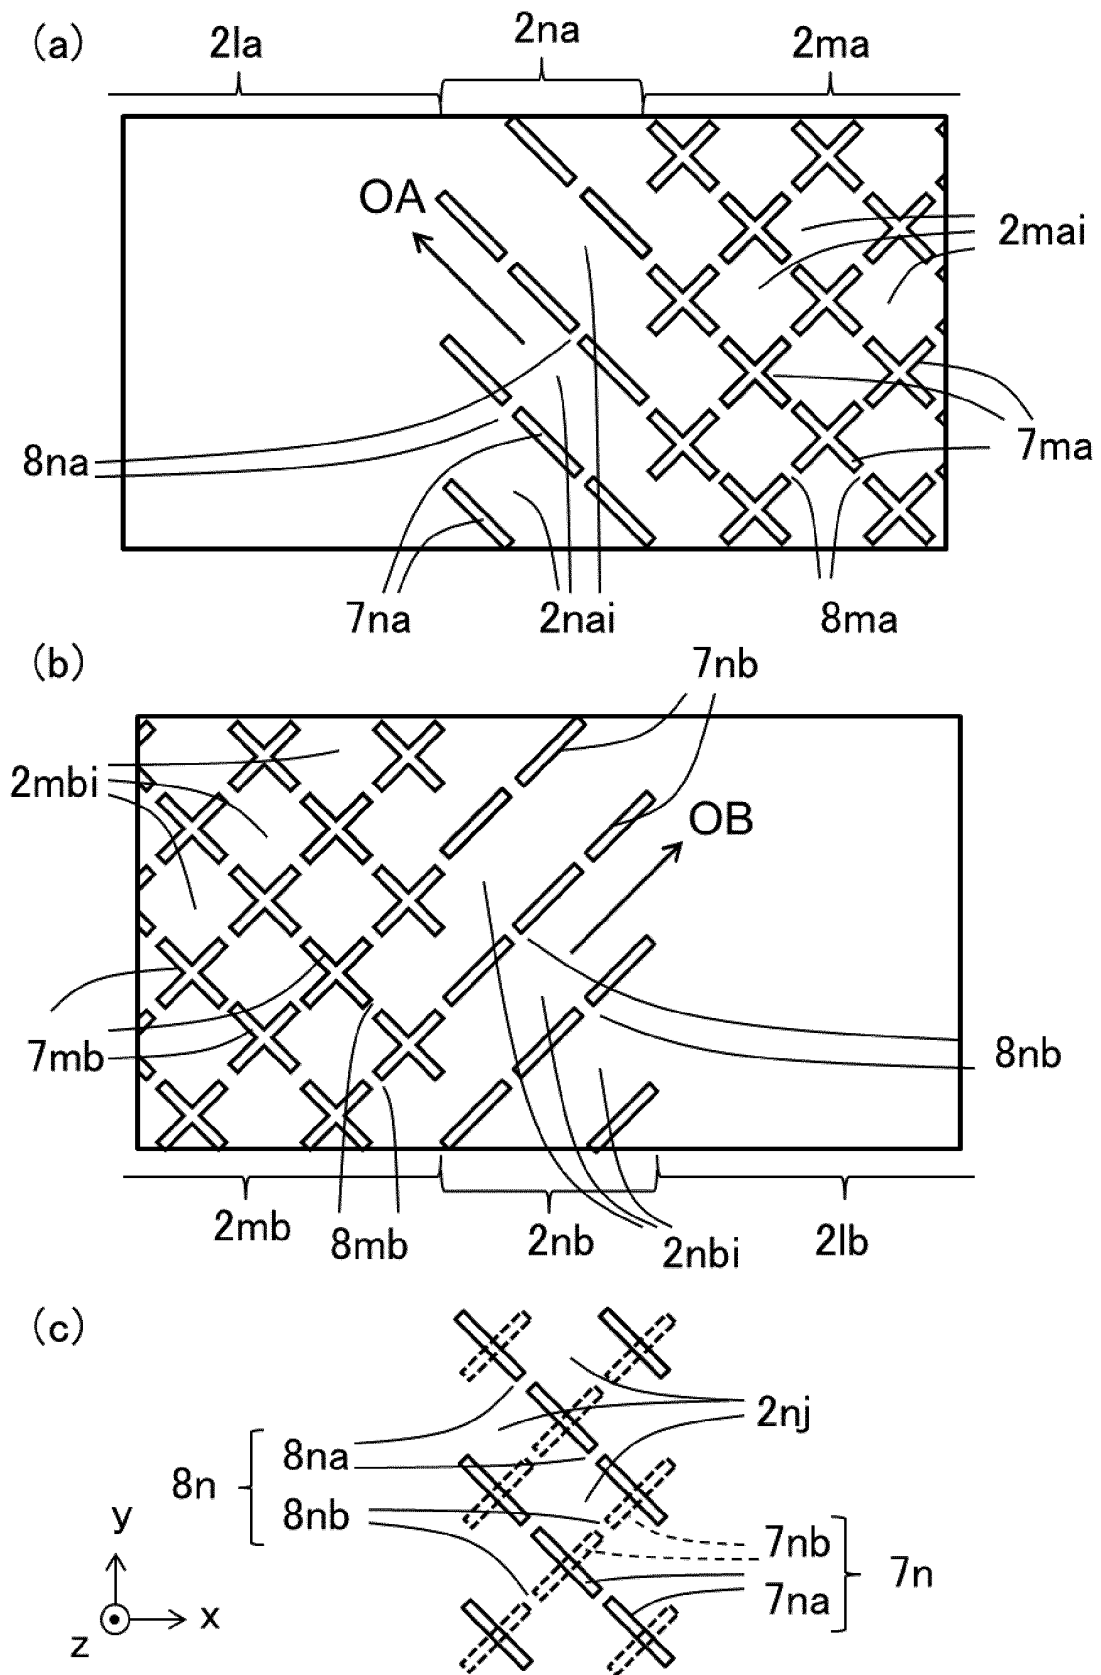 (a)
2la 2na 2ma
OA
2mai
8na
7ma
7na 2nai 8ma
(b)
7nb
2mbi
OB
7mb
8nb
2mb 8mb 2nb 2nbi 2lb
(c)
2nj
8na
8n
8nb
7nb
7n
7na
y
x
z